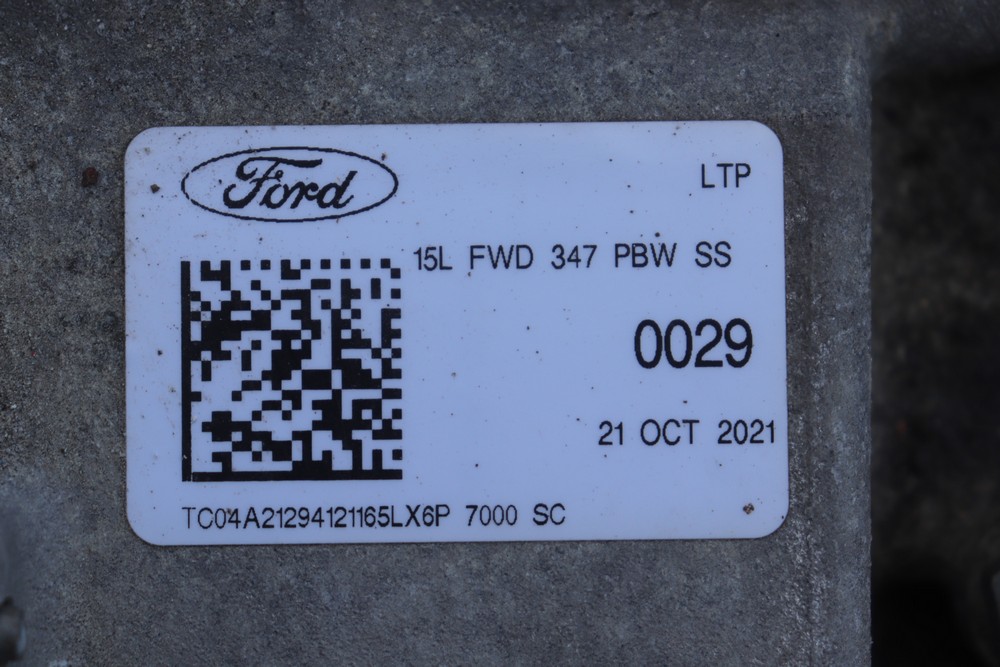 Ford
LTP
15L FWD 347 PBW SS
0029
21 OCT 2021
TC04A21294121165LX6P 7000 SC